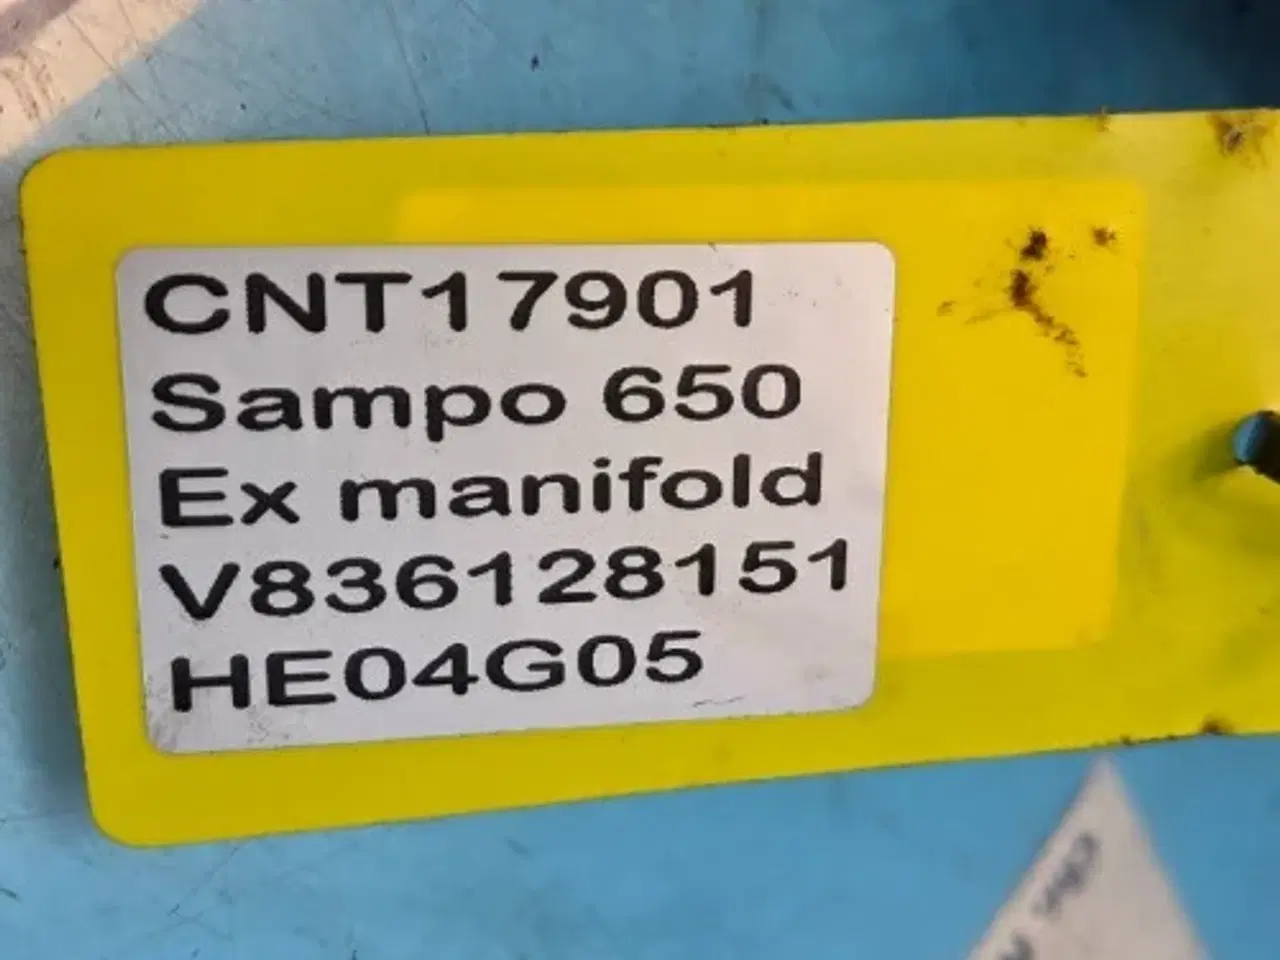 CNT17901
Sampo 650
Ex manifold
V836128151
HE04G05